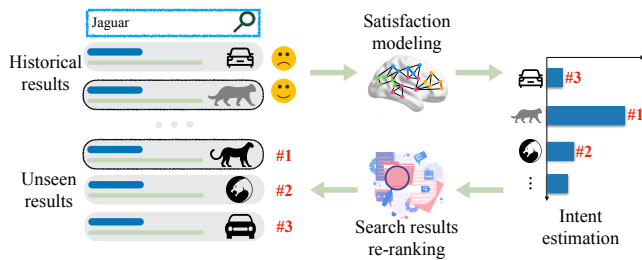 Jaguar
Historical
results
Satisfaction
modeling
#3
#1
#2
...
Intent
estimation
Search results
re-ranking
Unseen
results
#1
#2
#3